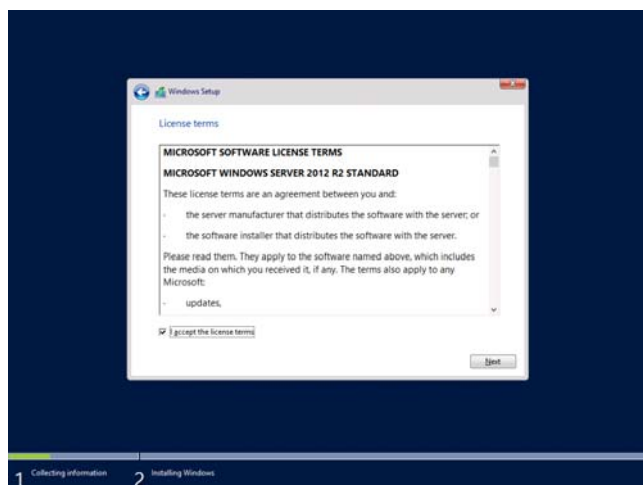 Windows Setup
License terms
MICROSOFT SOFTWARE LICENSE TERMS
MICROSOFT WINDOWS SERVER 2012 R2 STANDARD
These license terms are an agreement between you and:
- the server manufacturer that distributes the software with the server; or
- the software installer that distributes the software with the server.
Please read them. They apply to the software named above, which includes
the media on which you received it, if any. The terms also apply to any
Microsoft:
- updates,
I accept the license terms
Next
1 Collecting information 2 Installing Windows